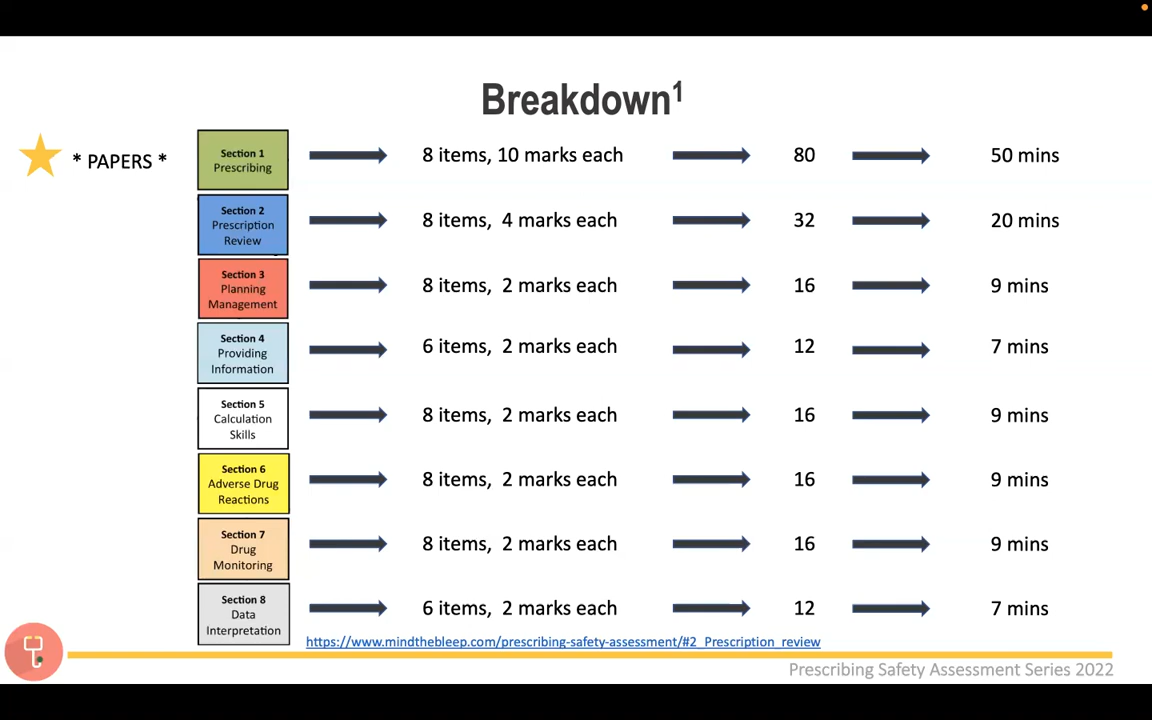 Breakdown1
* PAPERS *
Section 1
Prescribing
8 items, 10 marks each
80
50 mins
Section 2
Prescription
Review
8 items, 4 marks each
32
20 mins
Section 3
Planning
Management
8 items, 2 marks each
16
9 mins
Section 4
Providing
Information
6 items, 2 marks each
12
7 mins
Section 5
Calculation
Skills
8 items, 2 marks each
16
9 mins
Section 6
Adverse Drug
Reactions
8 items, 2 marks each
16
9 mins
Section 7
Drug
Monitoring
8 items, 2 marks each
16
9 mins
Section 8
Data
Interpretation
6 items, 2 marks each
12
7 mins
https://www.mindthebleep.com/prescribing-safety-assessment/#2_Prescription_review
Prescribing Safety Assessment Series 2022